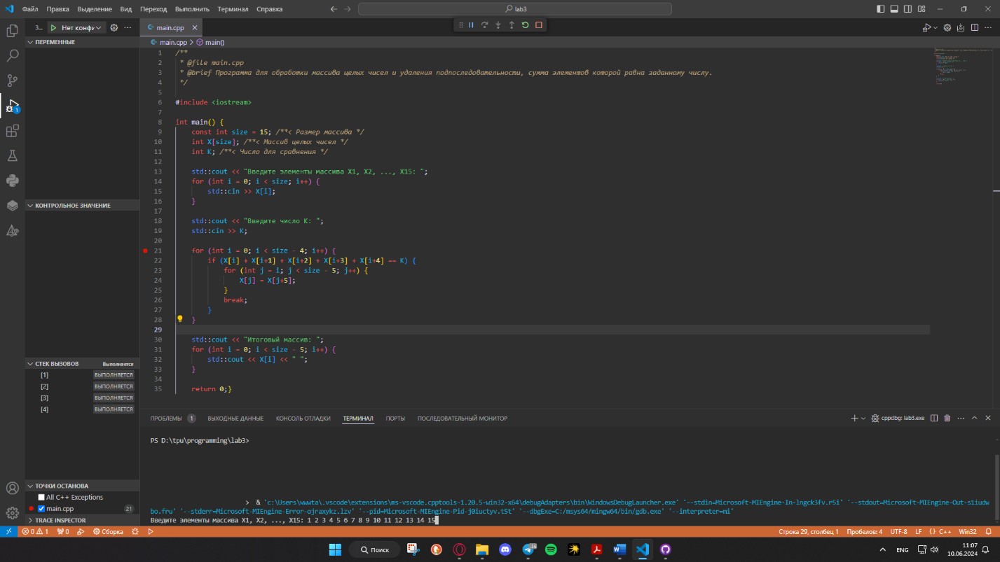 Файл Правка Выделение Вид Переход Выполнить Терминал Справка
lab3
3... Нет конфи
main.cpp
main.cpp > main()
ПЕРЕМЕННЫЕ
КОНТРОЛЬНОЕ ЗНАЧЕНИЕ
СТЕК ВЫЗОВОВ Выполняется
[1] ВЫПОЛНЯЕТСЯ
[2] ВЫПОЛНЯЕТСЯ
[3] ВЫПОЛНЯЕТСЯ
[4] ВЫПОЛНЯЕТСЯ
ТОЧКИ ОСТАНОВА
All C++ Exceptions
main.cpp 21
TRACE INSPECTOR
1 /**
2 * @file main.cpp
3 * @brief Программа для обработки массива целых чисел и удаления подпоследовательности, сумма элементов которой равна заданному числу.
4 */
5
6 #include <iostream>
7
8 int main() {
9 const int size = 15; /**< Размер массива */
10 int X[size]; /**< Массив целых чисел */
11 int K; /**< Число для сравнения */
12
13 std::cout << "Введите элементы массива X1, X2, ..., X15: ";
14 for (int i = 0; i < size; i++) {
15 std::cin >> X[i];
16 }
17
18 std::cout << "Введите число K: ";
19 std::cin >> K;
20
21 for (int i = 0; i < size - 4; i++) {
22 if (X[i] + X[i+1] + X[i+2] + X[i+3] + X[i+4] == K) {
23 for (int j = i; j < size - 5; j++) {
24 X[j] = X[j+5];
25 }
26 break;
27 }
28 }
29
30 std::cout << "Итоговый массив: ";
31 for (int i = 0; i < size - 5; i++) {
32 std::cout << X[i] << " ";
33 }
34
35 return 0;}
ПРОБЛЕМЫ 1 ВЫХОДНЫЕ ДАННЫЕ КОНСОЛЬ ОТЛАДКИ ТЕРМИНАЛ ПОРТЫ ПОСЛЕДОВАТЕЛЬНЫЙ МОНИТОР
cppdbg: lab3.exe
PS D:\tpu\programming\lab3>
> & 'c:\Users\wwwta\.vscode\extensions\ms-vscode.cpptools-1.20.5-win32-x64\debugAdapters\bin\WindowsDebugLauncher.exe' '--stdin=Microsoft-MIEngine-In-lngck3fv.r5i' '--stdout=Microsoft-MIEngine-Out-s1iudw
bo.fru' '--stderr=Microsoft-MIEngine-Error-ojraxykz.lzv' '--pid=Microsoft-MIEngine-Pid-j0iuctyv.t5t' '--dbgExe=C:/msys64/mingw64/bin/gdb.exe' '--interpreter=mi'
Введите элементы массива X1, X2, ..., X15: 1 2 3 4 5 6 7 8 9 10 11 12 13 14 15
0 1 0 Сборка
Строка 29, столбец 1 Пробелов: 4 UTF-8 LF {} C++ Win32
Поиск
ENG
11:07
10.06.2024